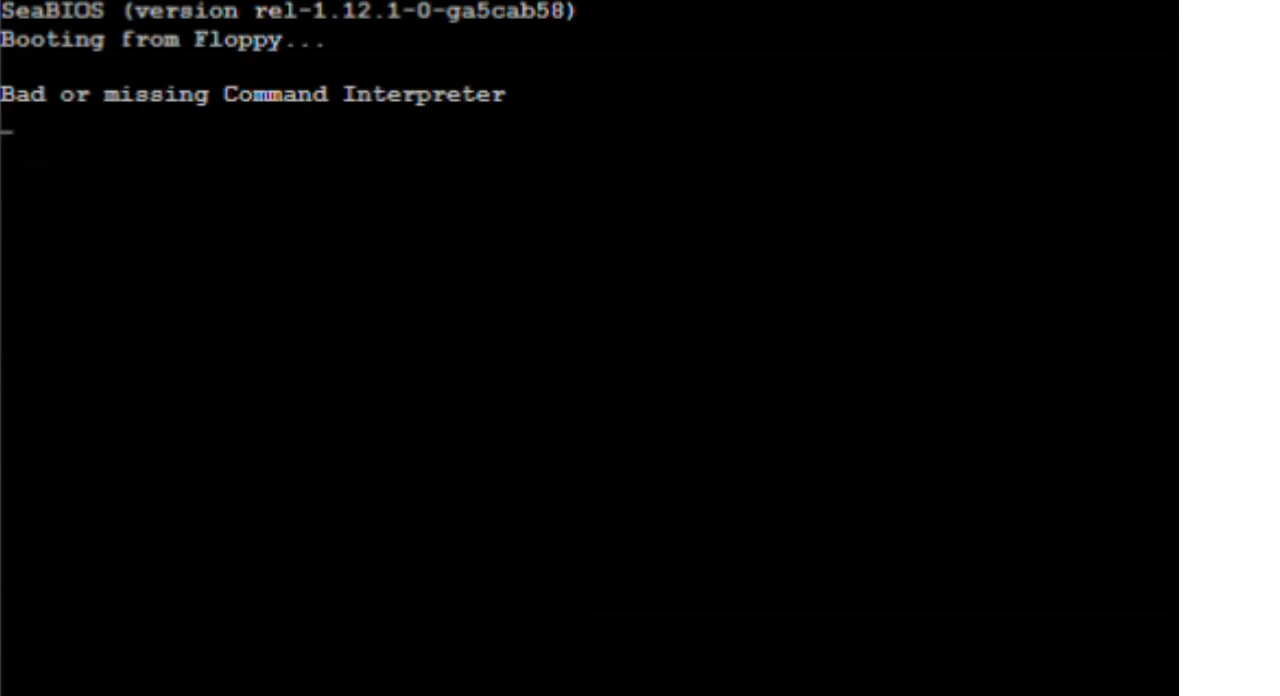 SeaBIOS (version rel-1.12.1-0-ga5cab58)
Booting from Floppy...
Bad or missing Command Interpreter
_